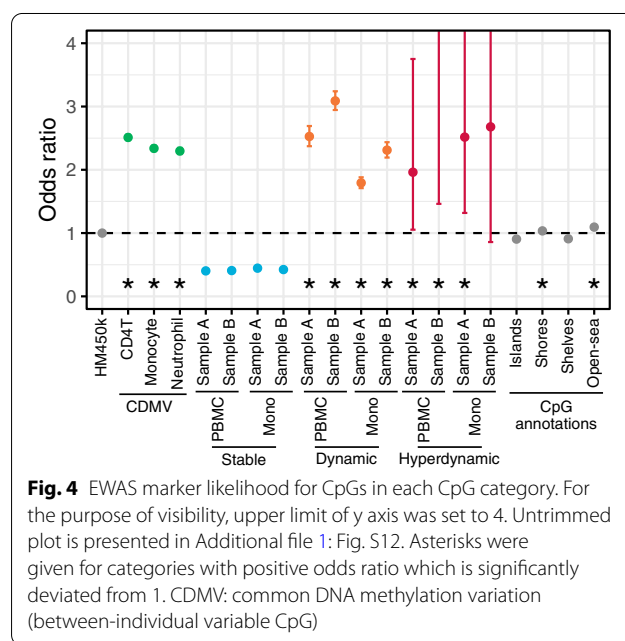 4
3
2
1
0
Odds ratio
* * * * * * * * * * * *
HM450k
CD4T
Monocyte
Neutrophil
Sample A
Sample B
Sample A
Sample B
Sample A
Sample B
Sample A
Sample B
Sample A
Sample B
Sample A
Sample B
Islands
Shores
Shelves
Open-sea
CDMV
PBMC
Mono
PBMC
Mono
PBMC
Mono
CpG
annotations
Stable
Dynamic
Hyperdynamic
Fig. 4 EWAS marker likelihood for CpGs in each CpG category. For
the purpose of visibility, upper limit of y axis was set to 4. Untrimmed
plot is presented in Additional file 1: Fig. S12. Asterisks were
given for categories with positive odds ratio which is significantly
deviated from 1. CDMV: common DNA methylation variation
(between-individual variable CpG)